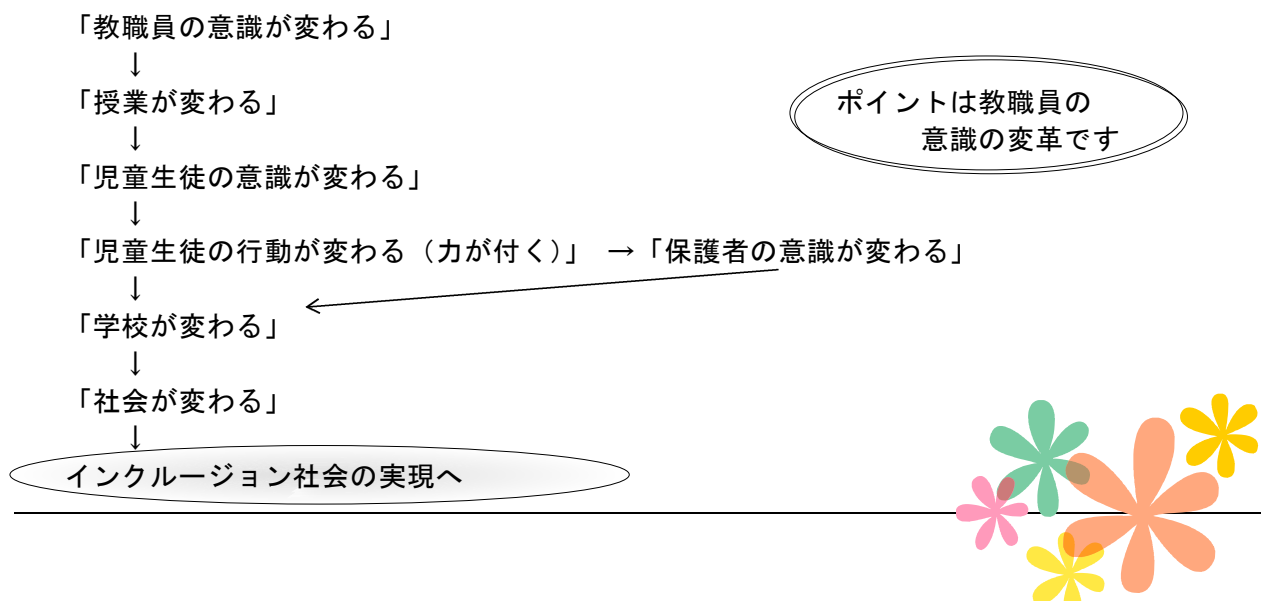 「教職員の意識が変わる」
↓
「授業が変わる」
↓
「児童生徒の意識が変わる」
↓
「児童生徒の行動が変わる（力が付く）」 →「保護者の意識が変わる」
↓
「学校が変わる」
↓
「社会が変わる」
↓
インクルージョン社会の実現へ
ポイントは教職員の
意識の変革です